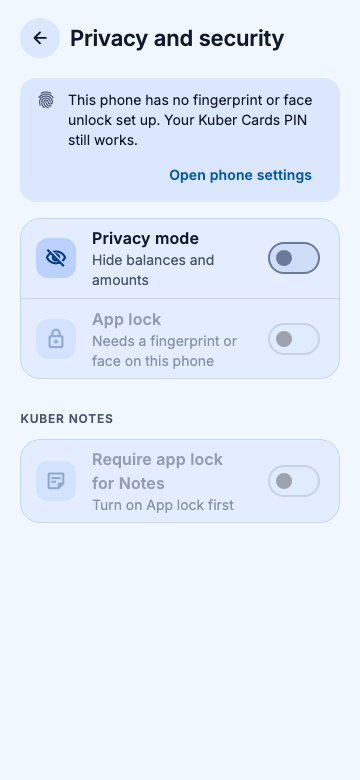 Privacy and security
This phone has no fingerprint or face
unlock set up. Your Kuber Cards PIN
still works.
Open phone settings
Privacy mode
Hide balances and
amounts
App lock
Needs a fingerprint or
face on this phone
KUBER NOTES
Require app lock
for Notes
Turn on App lock first